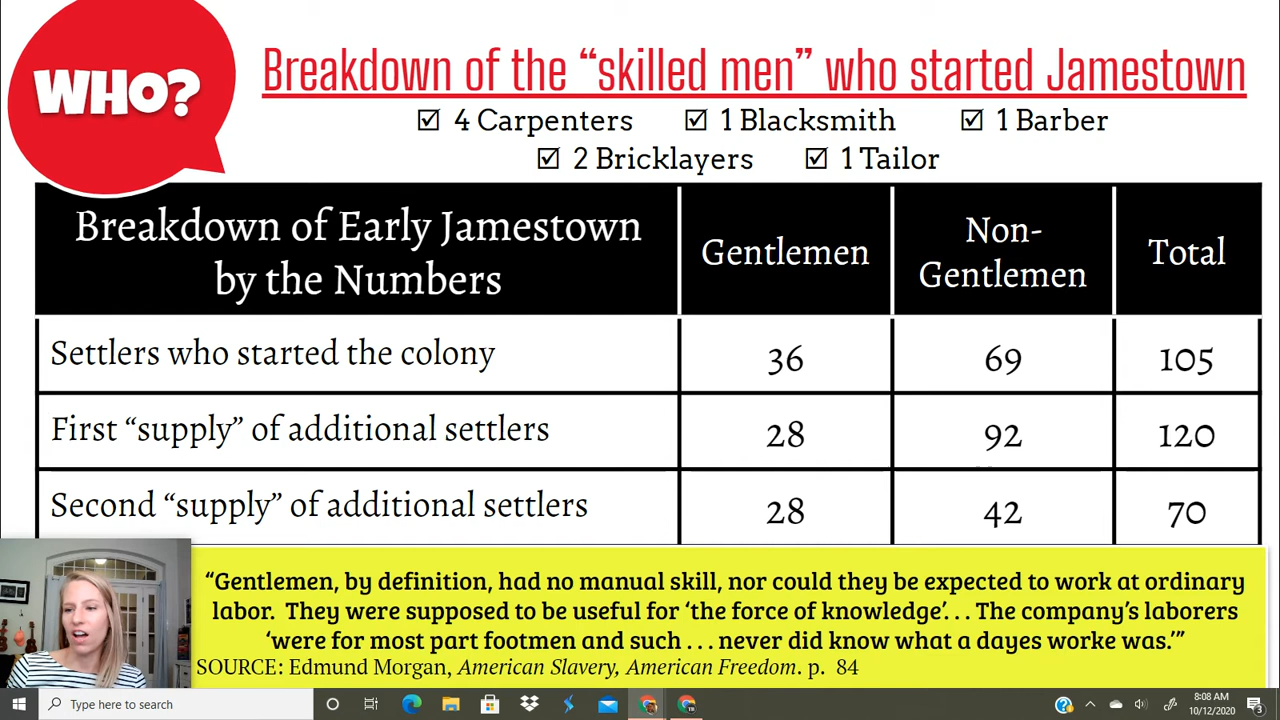 WHO?
Breakdown of the “skilled men” who started Jamestown
☑ 4 Carpenters ☑ 1 Blacksmith ☑ 1 Barber
☑ 2 Bricklayers ☑ 1 Tailor
Breakdown of Early Jamestown
by the Numbers
Gentlemen
Non-
Gentlemen
Total
Settlers who started the colony 36 69 105
First “supply” of additional settlers 28 92 120
Second “supply” of additional settlers 28 42 70
“Gentlemen, by definition, had no manual skill, nor could they be expected to work at ordinary
labor. They were supposed to be useful for ‘the force of knowledge’. . . The company’s laborers
‘were for most part footmen and such . . . never did know what a dayes worke was.’”
SOURCE: Edmund Morgan, American Slavery, American Freedom. p. 84
Type here to search
8:08 AM
10/12/2020
3